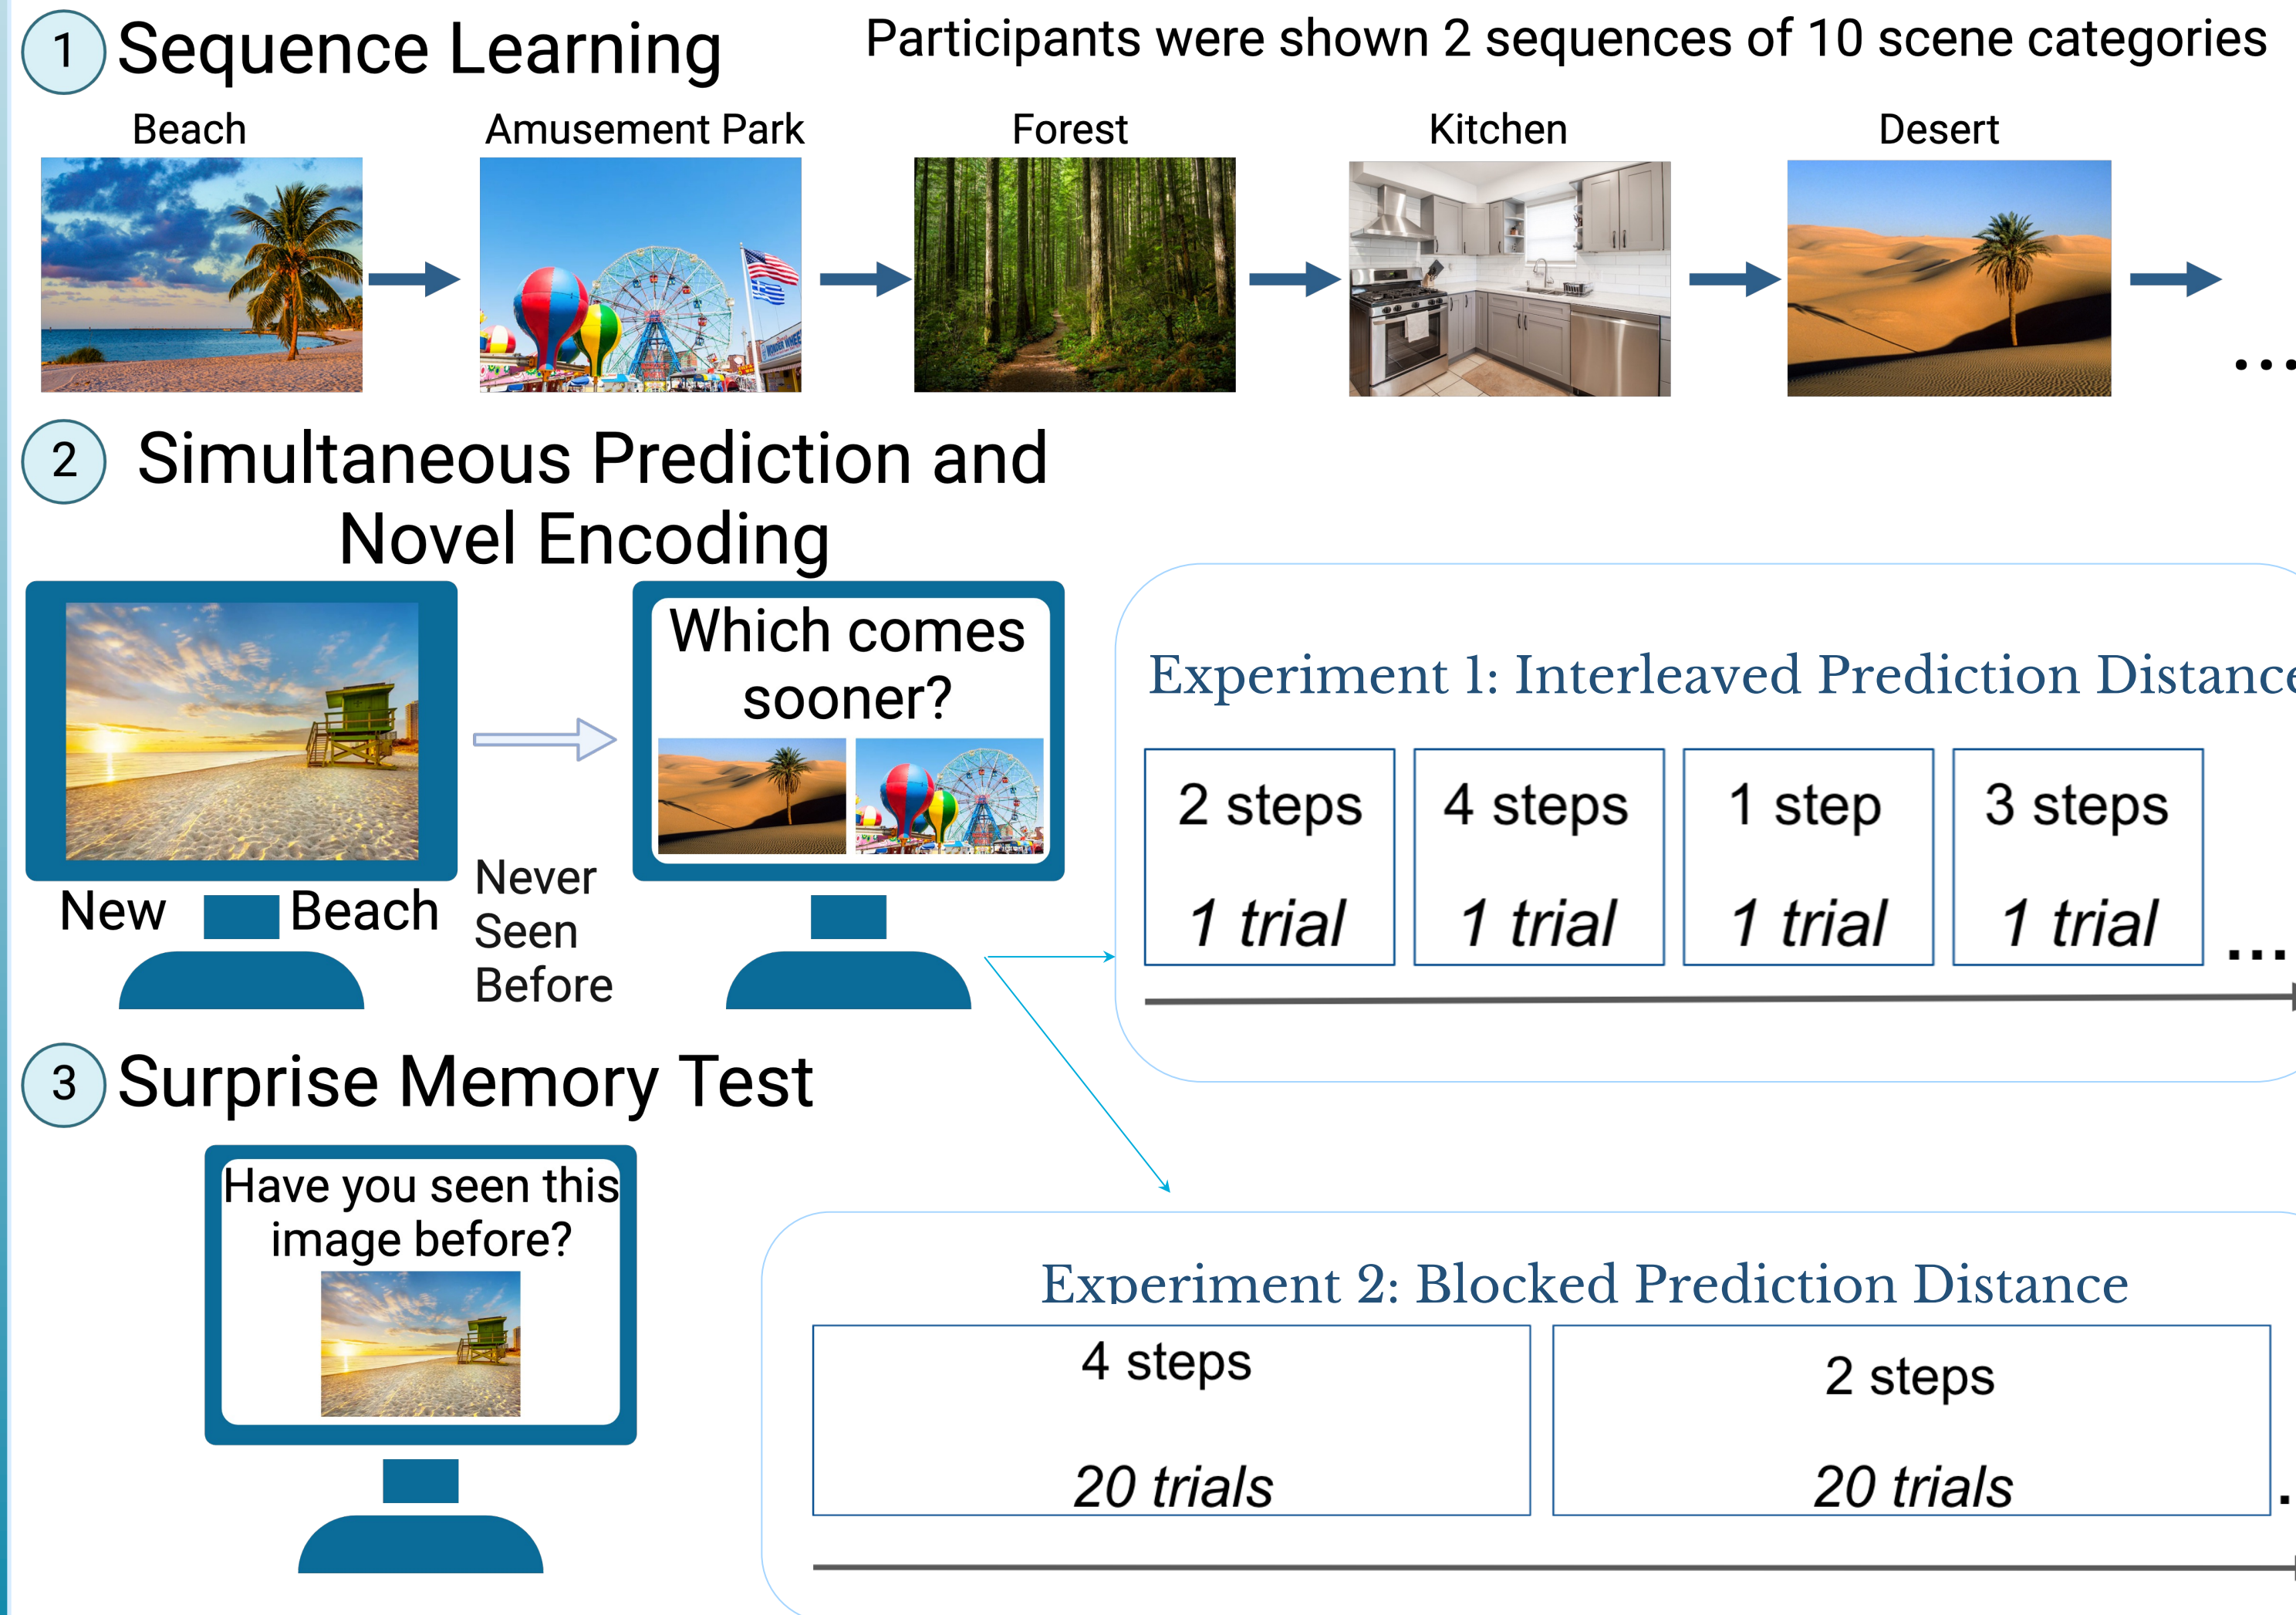 1
Sequence Learning
Participants were shown 2 sequences of 10 scene categories
Beach
Amusement Park
Forest
Kitchen
Desert
...
2
Simultaneous Prediction and
Novel Encoding
New Beach
Never
Seen
Before
Which comes
sooner?
Experiment 1: Interleaved Prediction Distance
2 steps
1 trial
4 steps
1 trial
1 step
1 trial
3 steps
1 trial
...
3
Surprise Memory Test
Have you seen this
image before?
Experiment 2: Blocked Prediction Distance
4 steps
20 trials
2 steps
20 trials
.